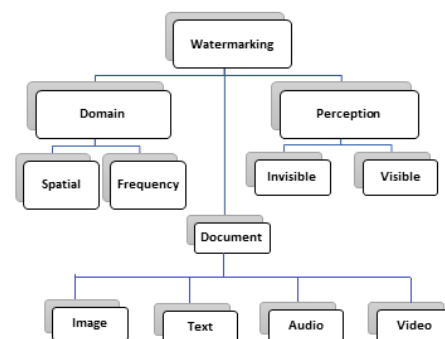 Watermarking
Domain
Perception
Spatial
Frequency
Invisible
Visible
Document
Image
Text
Audio
Video